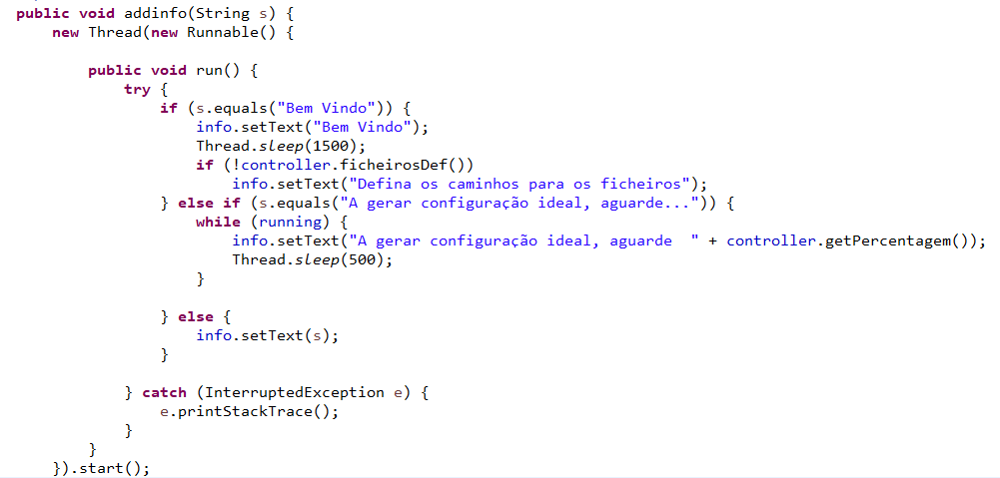 public void addinfo(String s) {
    new Thread(new Runnable() {
        public void run() {
            try {
                if (s.equals("Bem Vindo")) {
                    info.setText("Bem Vindo");
                    Thread.sleep(1500);
                    if (!controller.ficheirosDef())
                        info.setText("Defina os caminhos para os ficheiros");
                } else if (s.equals("A gerar configuração ideal, aguarde...")) {
                    while (running) {
                        info.setText("A gerar configuração ideal, aguarde  " + controller.getPercentagem());
                        Thread.sleep(500);
                    }
                } else {
                    info.setText(s);
                }
            } catch (InterruptedException e) {
                e.printStackTrace();
            }
        }
    }).start();